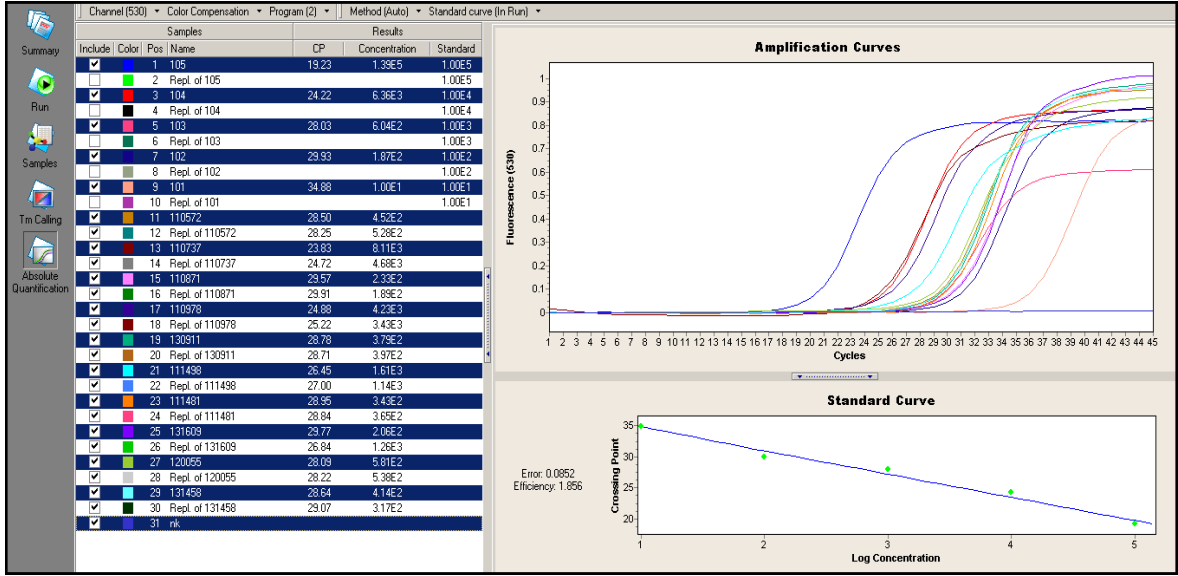 Channel (530) Color Compensation Program (2) Method (Auto) Standard curve (In Run)
Summary
Run
Samples
Tm Calling
Absolute
Quantification
Samples Results
Include Color Pos Name CP Concentration Standard
1 105 19.23 1.39E5 1.00E5
2 Repl. of 105 1.00E5
3 104 24.22 6.36E3 1.00E4
4 Repl. of 104 1.00E4
5 103 28.03 6.04E2 1.00E3
6 Repl. of 103 1.00E3
7 102 29.93 1.87E2 1.00E2
8 Repl. of 102 1.00E2
9 101 34.88 1.00E1 1.00E1
10 Repl. of 101 1.00E1
11 110572 28.50 4.52E2
12 Repl. of 110572 28.25 5.28E2
13 110737 23.83 8.11E3
14 Repl. of 110737 24.72 4.68E3
15 110871 29.57 2.33E2
16 Repl. of 110871 29.91 1.89E2
17 110978 24.88 4.23E3
18 Repl. of 110978 25.22 3.43E3
19 130911 28.78 3.79E2
20 Repl. of 130911 28.71 3.97E2
21 111498 26.45 1.61E3
22 Repl. of 111498 27.00 1.14E3
23 111481 28.95 3.43E2
24 Repl. of 111481 28.84 3.65E2
25 131609 29.77 2.06E2
26 Repl. of 131609 26.84 1.26E3
27 120055 28.09 5.81E2
28 Repl. of 120055 28.22 5.38E2
29 131458 28.64 4.14E2
30 Repl. of 131458 29.07 3.17E2
31 nk
Amplification Curves
Fluorescence (530)
1
0.9
0.8
0.7
0.6
0.5
0.4
0.3
0.2
0.1
0
1 2 3 4 5 6 7 8 9 10 11 12 13 14 15 16 17 18 19 20 21 22 23 24 25 26 27 28 29 30 31 32 33 34 35 36 37 38 39 40 41 42 43 44 45
Cycles
Standard Curve
Error: 0.0852
Efficiency: 1.856
Crossing Point
35
30
25
20
1 2 3 4 5
Log Concentration